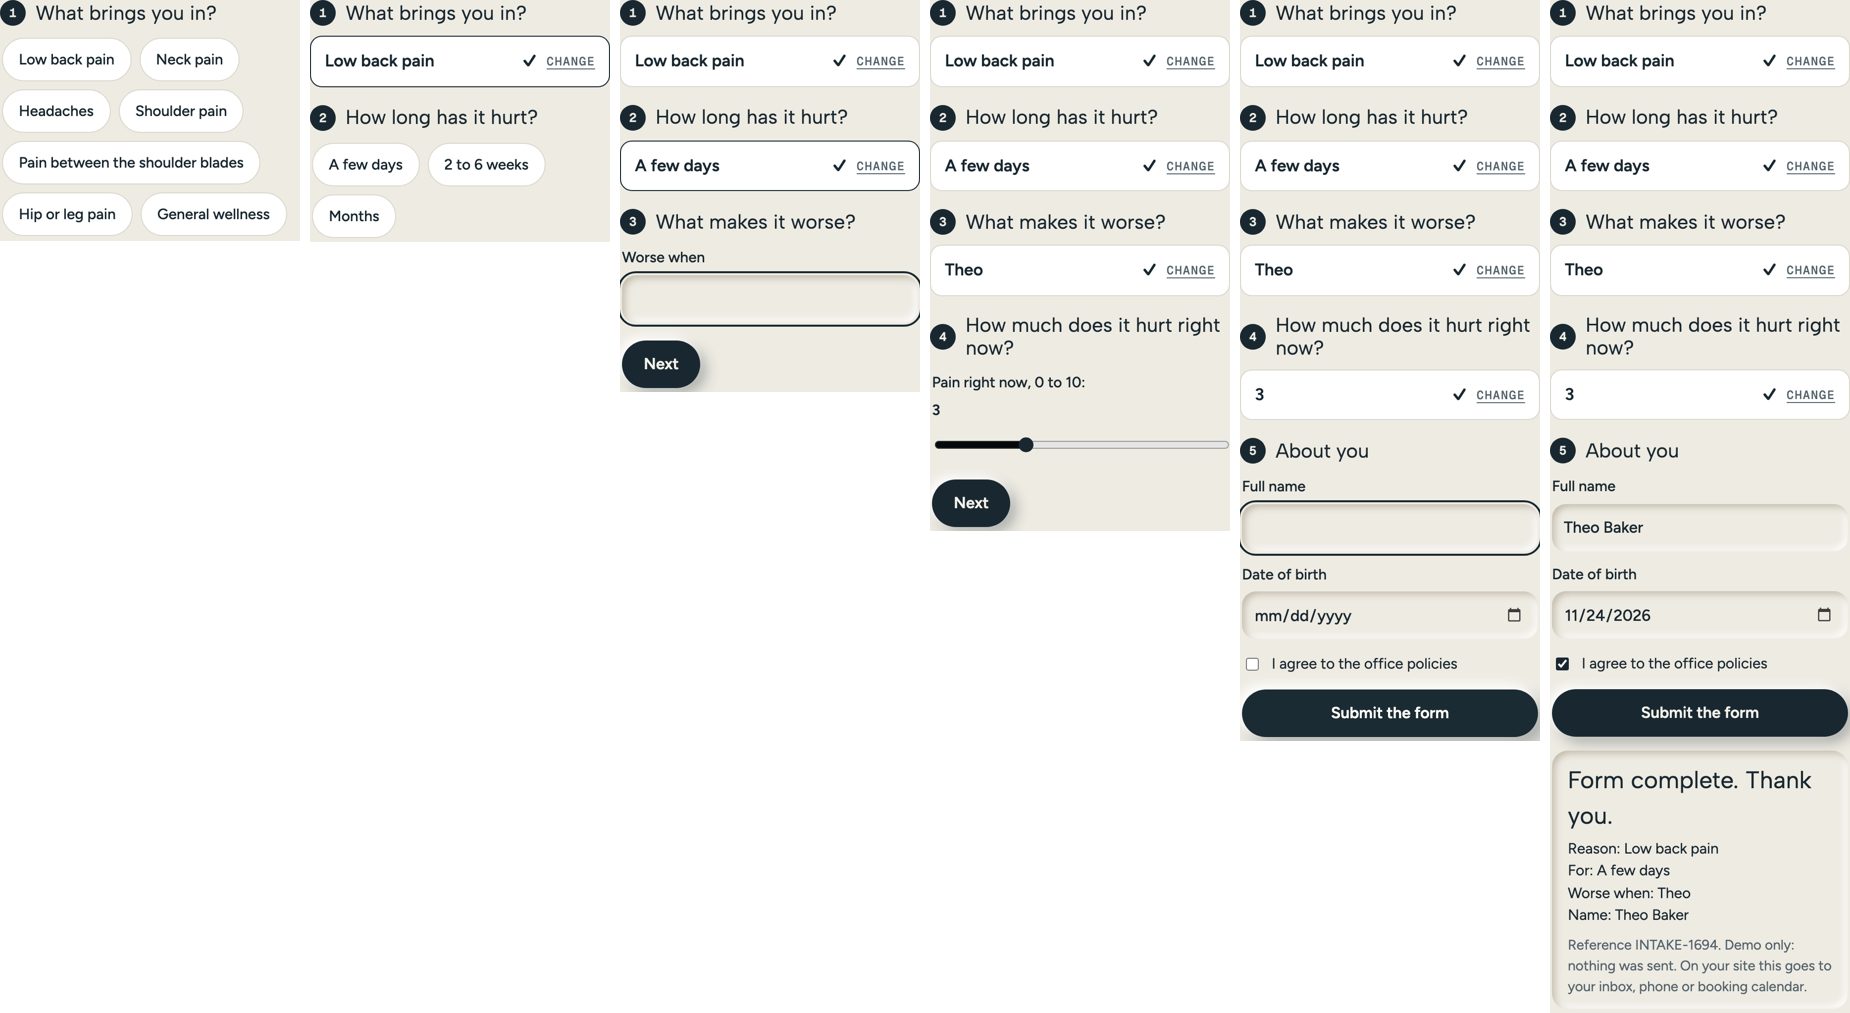 1 What brings you in?
Low back pain
Neck pain
Headaches
Shoulder pain
Pain between the shoulder blades
Hip or leg pain
General wellness
1 What brings you in?
Low back pain ✓ CHANGE
2 How long has it hurt?
A few days
2 to 6 weeks
Months
1 What brings you in?
Low back pain ✓ CHANGE
2 How long has it hurt?
A few days ✓ CHANGE
3 What makes it worse?
Worse when
Next
1 What brings you in?
Low back pain ✓ CHANGE
2 How long has it hurt?
A few days ✓ CHANGE
3 What makes it worse?
Theo ✓ CHANGE
4 How much does it hurt right
now?
Pain right now, 0 to 10:
3
Next
1 What brings you in?
Low back pain ✓ CHANGE
2 How long has it hurt?
A few days ✓ CHANGE
3 What makes it worse?
Theo ✓ CHANGE
4 How much does it hurt right
now?
3 ✓ CHANGE
5 About you
Full name
Date of birth
mm/dd/yyyy
I agree to the office policies
Submit the form
1 What brings you in?
Low back pain ✓ CHANGE
2 How long has it hurt?
A few days ✓ CHANGE
3 What makes it worse?
Theo ✓ CHANGE
4 How much does it hurt right
now?
3 ✓ CHANGE
5 About you
Full name
Theo Baker
Date of birth
11/24/2026
I agree to the office policies
Submit the form
Form complete. Thank
you.
Reason: Low back pain
For: A few days
Worse when: Theo
Name: Theo Baker
Reference INTAKE-1694. Demo only:
nothing was sent. On your site this goes to
your inbox, phone or booking calendar.